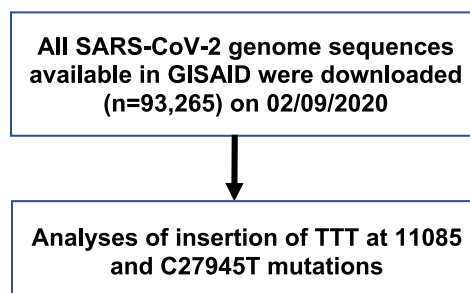 All SARS-CoV-2 genome sequences
available in GISAID were downloaded
(n=93,265) on 02/09/2020
Analyses of insertion of TTT at 11085
and C27945T mutations